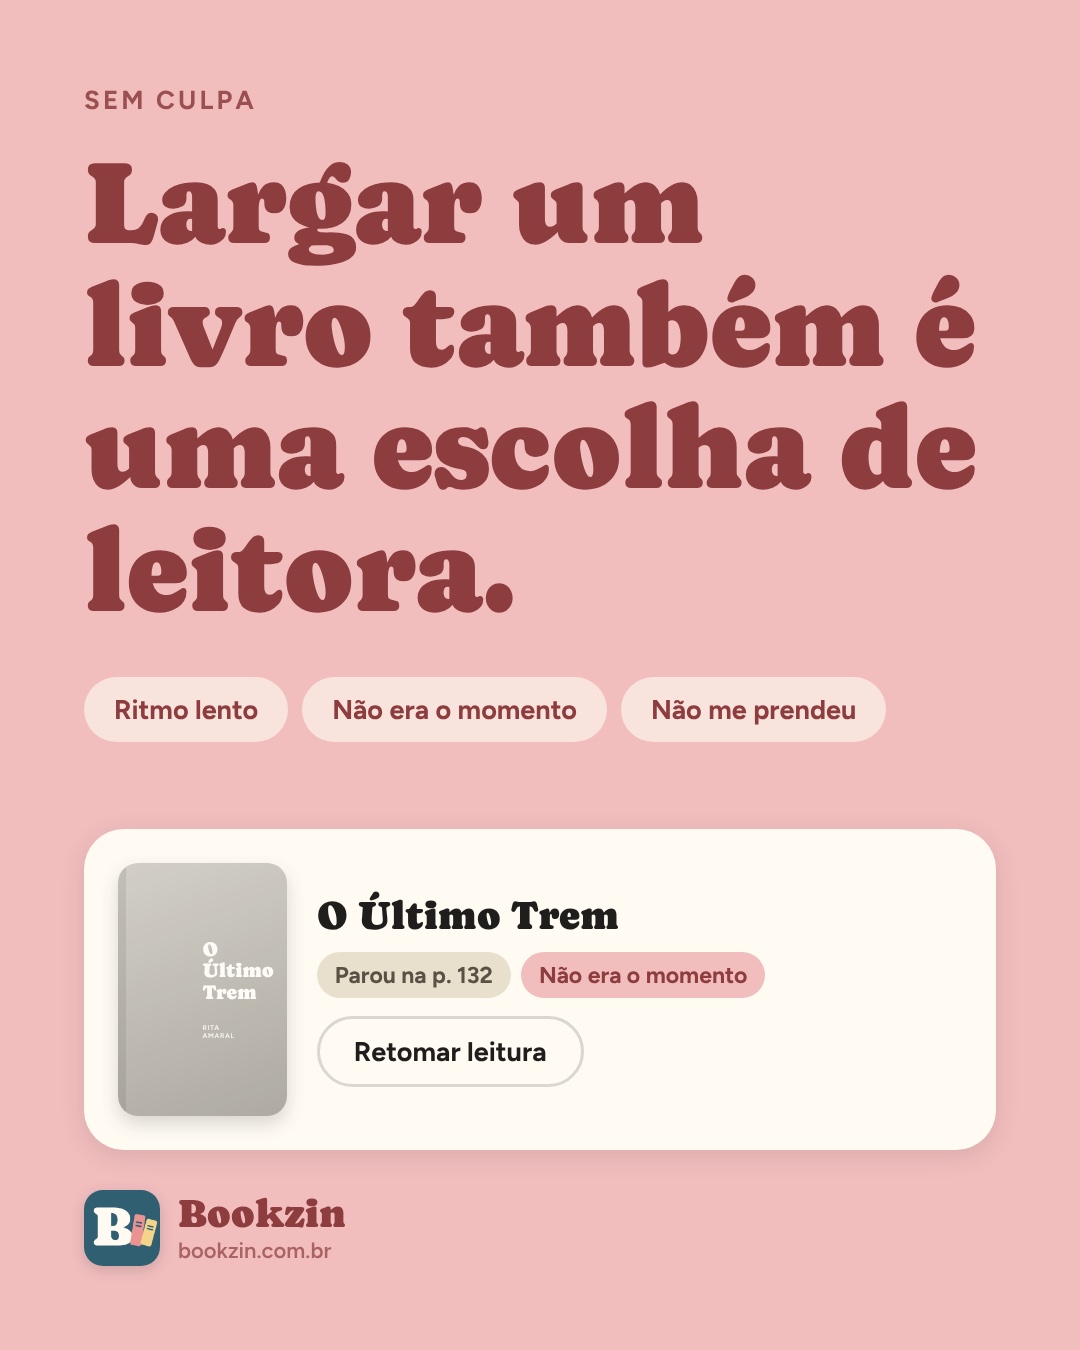 SEM CULPA
Largar um
livro também é
uma escolha de
leitora.
Ritmo lento
Não era o momento
Não me prendeu
O
Último
Trem
RITA
AMARAL
O Último Trem
Parou na p. 132
Não era o momento
Retomar leitura
B
Bookzin
bookzin.com.br